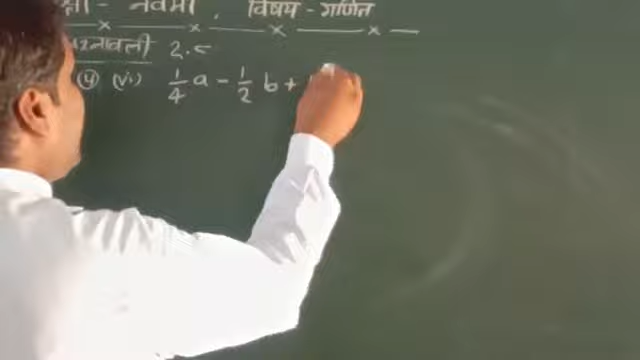 नवमी, विषय - गणित
2.5
④ (vi) 1/4 a - 1/2 b +